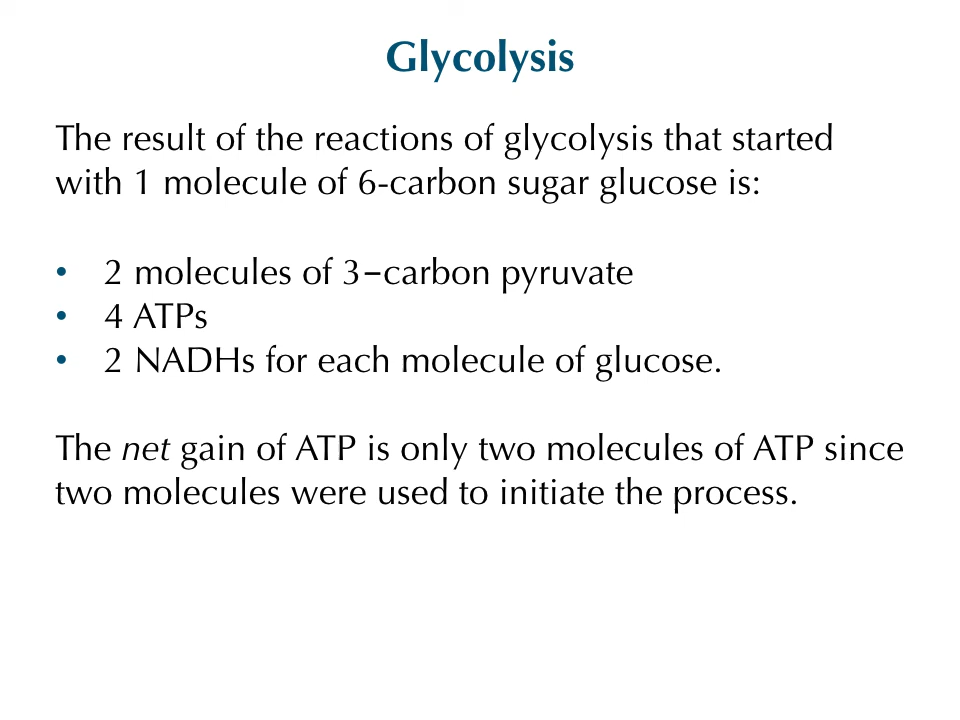 Glycolysis
The result of the reactions of glycolysis that started
with 1 molecule of 6-carbon sugar glucose is:
• 2 molecules of 3–carbon pyruvate
• 4 ATPs
• 2 NADHs for each molecule of glucose.
The net gain of ATP is only two molecules of ATP since
two molecules were used to initiate the process.